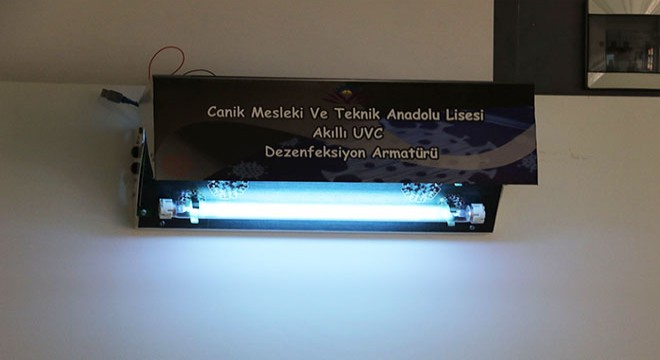 Canik Mesleki Ve Teknik Anadolu Lisesi
Akıllı UVC
Dezenfeksiyon Armatürü